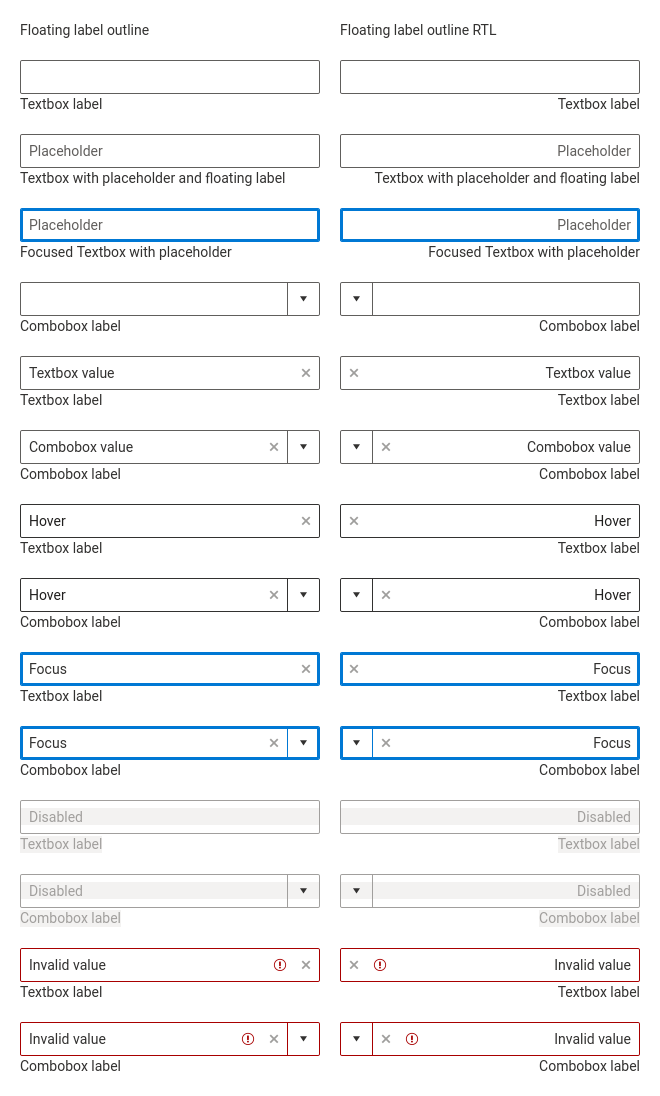 Floating label outline
Floating label outline RTL
Textbox label
Textbox label
Placeholder
Placeholder
Textbox with placeholder and floating label
Textbox with placeholder and floating label
Placeholder
Placeholder
Focused Textbox with placeholder
Focused Textbox with placeholder
Combobox label
Combobox label
Textbox value
Textbox value
Textbox label
Textbox label
Combobox value
Combobox value
Combobox label
Combobox label
Hover
Hover
Textbox label
Textbox label
Hover
Hover
Combobox label
Combobox label
Focus
Focus
Textbox label
Textbox label
Focus
Focus
Combobox label
Combobox label
Disabled
Disabled
Textbox label
Textbox label
Disabled
Disabled
Combobox label
Combobox label
Invalid value
Invalid value
Textbox label
Textbox label
Invalid value
Invalid value
Combobox label
Combobox label